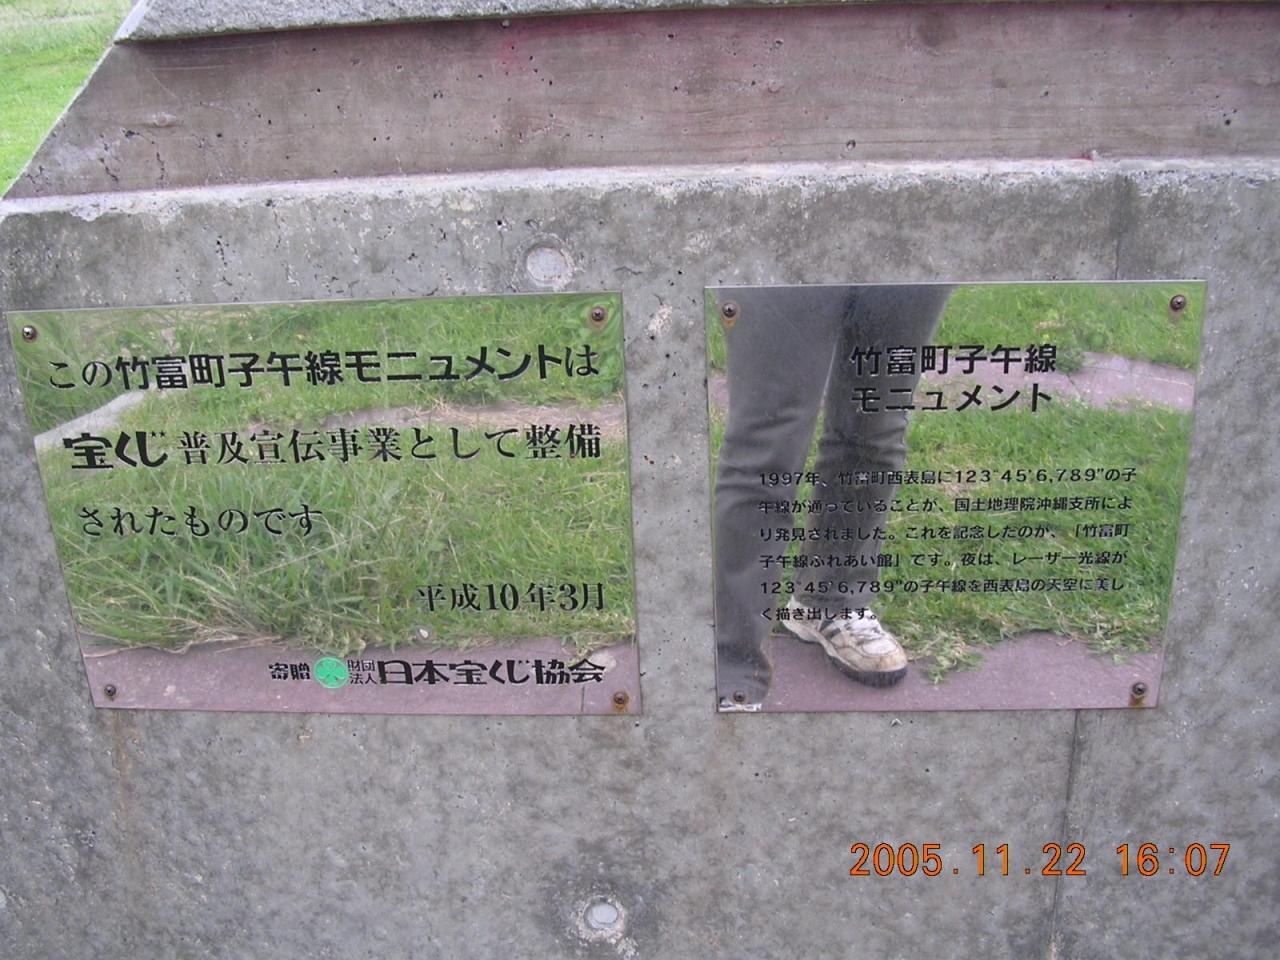 この竹富町子午線モニュメントは
宝くじ普及宣伝事業として整備
されたものです
平成10年3月
寄贈 財団法人 日本宝くじ協会
竹富町子午線
モニュメント
1997年、竹富町西表島に123°45'6,789"の子
午線が通っていることが、国土地理院沖縄支所によ
り発見されました。これを記念したのが、「竹富町
子午線ふれあい館」です。夜は、レーザー光線が
123°45'6,789"の子午線を西表島の天空に美し
く描き出します。
2005.11.22 16:07